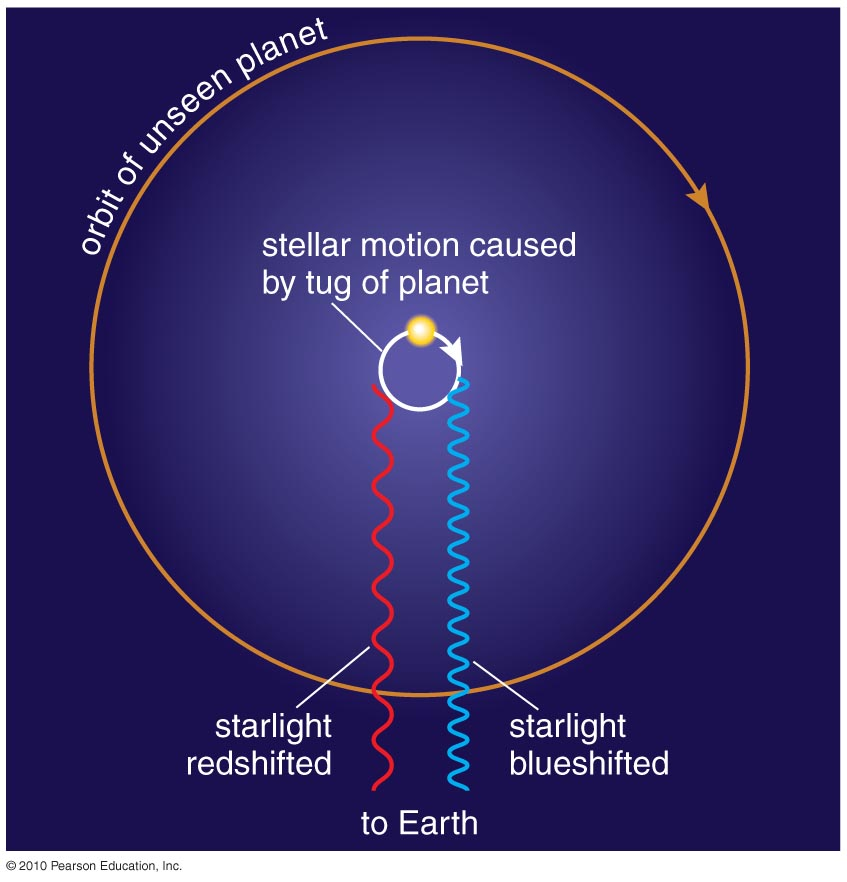 orbit of unseen planet
stellar motion caused
by tug of planet
starlight
redshifted
starlight
blueshifted
to Earth
© 2010 Pearson Education, Inc.